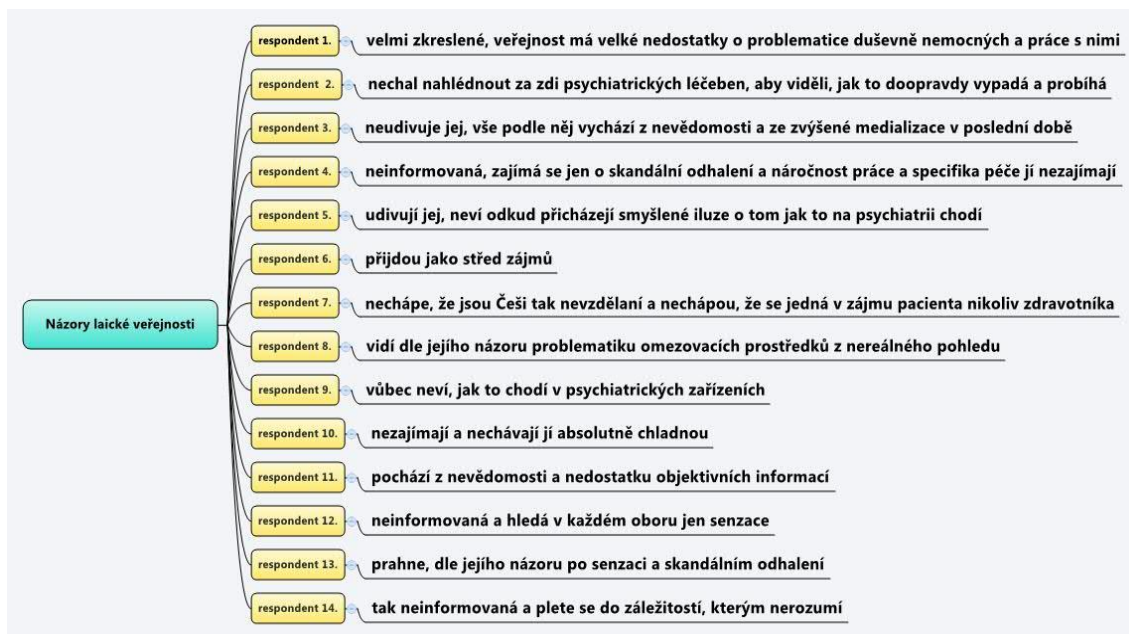 respondent 1. velmi zkreslené, veřejnost má velké nedostatky o problematice duševně nemocných a práce s nimi
respondent 2. nechal nahlédnout za zdi psychiatrických léčeben, aby viděli, jak to doopravdy vypadá a probíhá
respondent 3. neudivuje jej, vše podle něj vychází z nevědomosti a ze zvýšené medializace v poslední době
respondent 4. neinformovaná, zajímá se jen o skandální odhalení a náročnost práce a specifika péče jí nezajímají
respondent 5. udivují jej, neví odkud přicházejí smyšlené iluze o tom jak to na psychiatrii chodí
respondent 6. přijdou jako střed zájmů
respondent 7. nechápe, že jsou Češi tak nevzdělaní a nechápou, že se jedná v zájmu pacienta nikoliv zdravotníka
Názory laické veřejnosti
respondent 8. vidí dle jejího názoru problematiku omezovacích prostředků z nereálného pohledu
respondent 9. vůbec neví, jak to chodí v psychiatrických zařízeních
respondent 10. nezajímají a nechávají jí absolutně chladnou
respondent 11. pochází z nevědomosti a nedostatku objektivních informací
respondent 12. neinformovaná a hledá v každém oboru jen senzace
respondent 13. prahne, dle jejího názoru po senzaci a skandálním odhalení
respondent 14. tak neinformovaná a plete se do záležitostí, kterým nerozumí